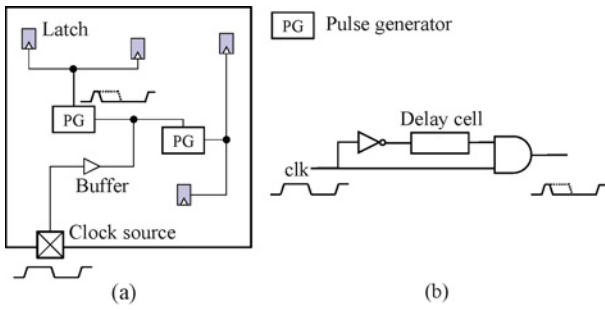 Latch
PG
PG
Buffer
Clock source
(a)
PG Pulse generator
Delay cell
clk
(b)